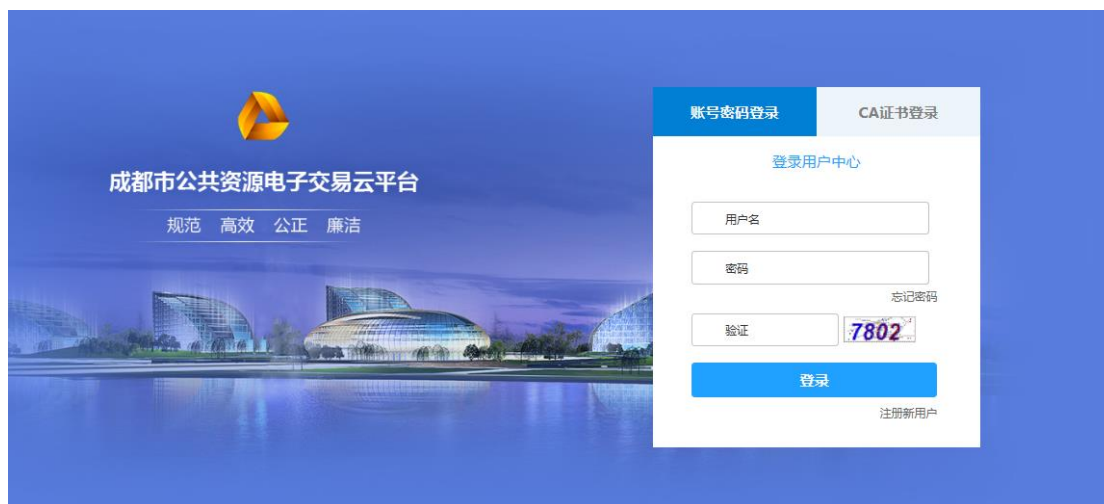 成都市公共资源电子交易云平台
规范 高效 公正 廉洁
账号密码登录 CA证书登录
登录用户中心
用户名
密码
忘记密码
验证 7802
登录
注册新用户